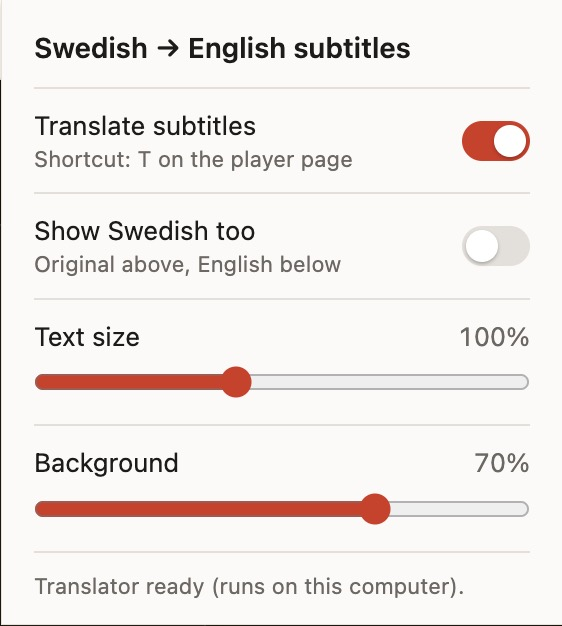 Swedish → English subtitles
Translate subtitles
Shortcut: T on the player page
Show Swedish too
Original above, English below
Text size 100%
Background 70%
Translator ready (runs on this computer).